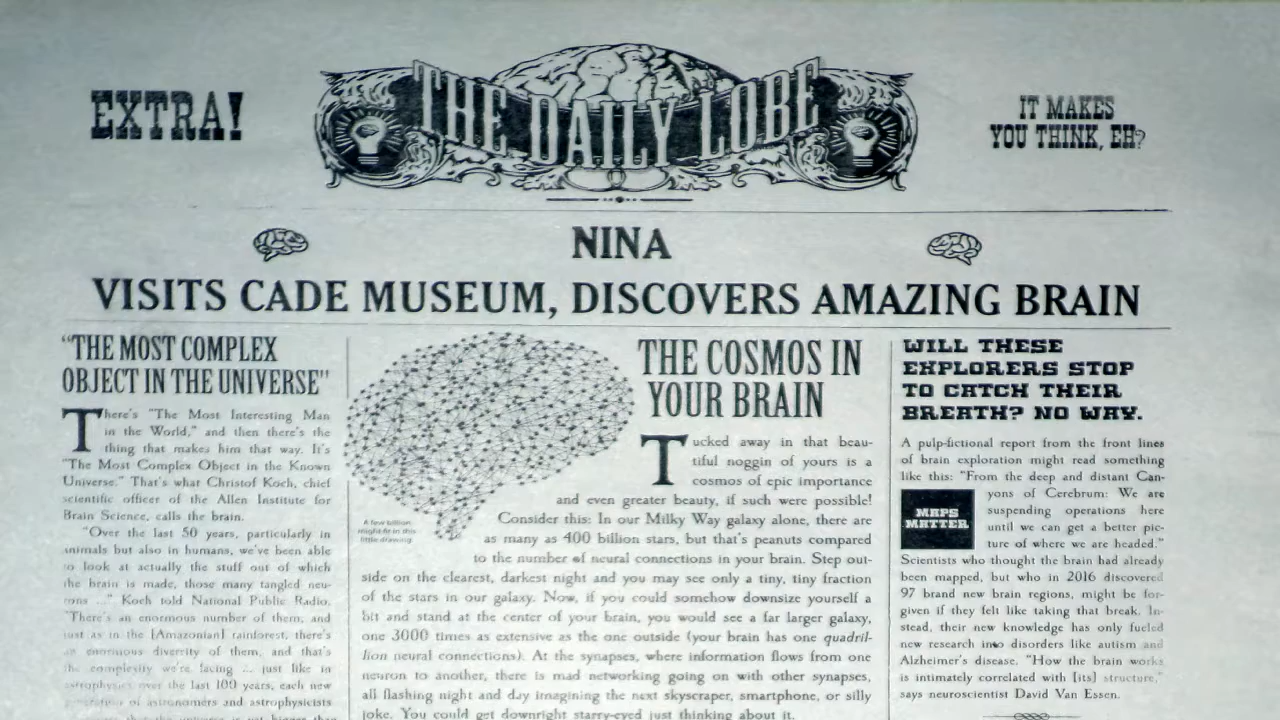 EXTRA!
THE DAILY LOBE
IT MAKES
YOU THINK, EH?
NINA
VISITS CADE MUSEUM, DISCOVERS AMAZING BRAIN
"THE MOST COMPLEX
OBJECT IN THE UNIVERSE"
There's "The Most Interesting Man
in the World," and then there's the
thing that makes him that way. It's
"The Most Complex Object in the Known
Universe." That's what Christof Koch, chief
scientific officer of the Allen Institute for
Brain Science, calls the brain.
"Over the last 50 years, particularly in
animals but also in humans, we've been able
to look at actually the stuff out of which
the brain is made, those many tangled neu-
rons ..." Koch told National Public Radio.
"There's an enormous number of them, and
just as in the [Amazonian] rainforest, there's
an enormous diversity of them, and that's
the complexity we're facing ... just like in
astrophysics over the last 100 years, each new
generation of astronomers and astrophysicists
A few billion
might fit in this
little drawing.
THE COSMOS IN
YOUR BRAIN
Tucked away in that beau-
tiful noggin of yours is a
cosmos of epic importance
and even greater beauty, if such were possible!
Consider this: In our Milky Way galaxy alone, there are
as many as 400 billion stars, but that's peanuts compared
to the number of neural connections in your brain. Step out-
side on the clearest, darkest night and you may see only a tiny, tiny fraction
of the stars in our galaxy. Now, if you could somehow downsize yourself a
bit and stand at the center of your brain, you would see a far larger galaxy,
one 3000 times as extensive as the one outside (your brain has one quadril-
lion neural connections). At the synapses, where information flows from one
neuron to another, there is mad networking going on with other synapses,
all flashing night and day imagining the next skyscraper, smartphone, or silly
joke. You could get downright starry-eyed just thinking about it.
WILL THESE
EXPLORERS STOP
TO CATCH THEIR
BREATH? NO WAY.
A pulp-fictional report from the front lines
of brain exploration might read something
like this: "From the deep and distant Can-
yons of Cerebrum: We are
suspending operations here
until we can get a better pic-
ture of where we are headed."
MAPS
MATTER
Scientists who thought the brain had already
been mapped, but who in 2016 discovered
97 brand new brain regions, might be for-
given if they felt like taking that break. In-
stead, their new knowledge has only fueled
new research into disorders like autism and
Alzheimer's disease. "How the brain works
is intimately correlated with [its] structure,"
says neuroscientist David Van Essen.